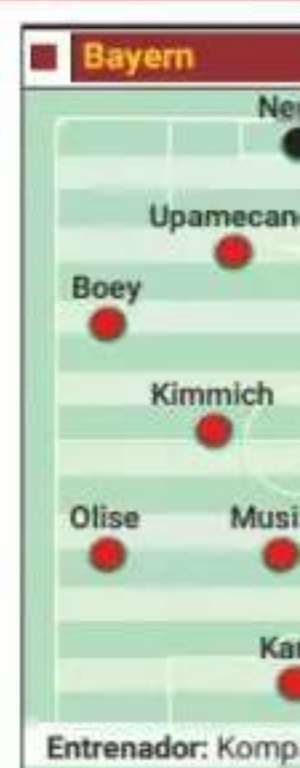 Bayern
Ne
Upamecan
Boey
Kimmich
Olise
Musi
Ka
Entrenador: Komp